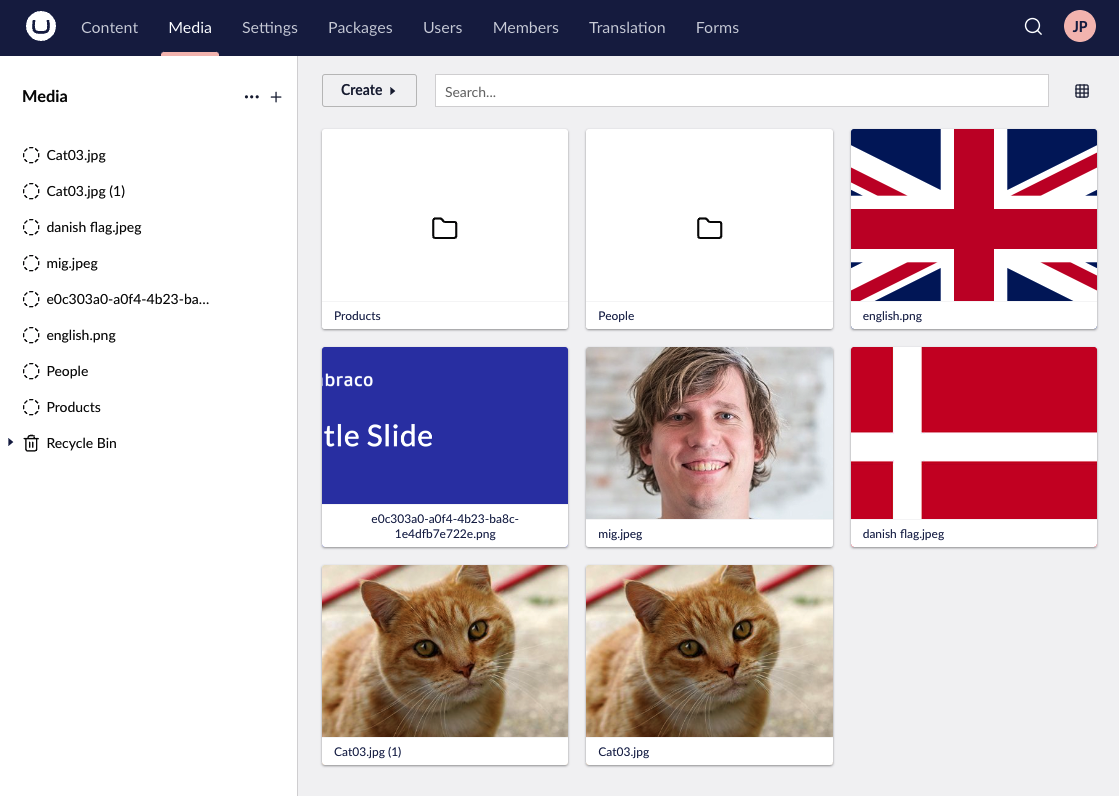 Content Media Settings Packages Users Members Translation Forms JP
Media
Cat03.jpg
Cat03.jpg (1)
danish flag.jpeg
mig.jpeg
e0c303a0-a0f4-4b23-ba...
english.png
People
Products
Recycle Bin
Create
Search...
Products
People
english.png
braco
tle Slide
e0c303a0-a0f4-4b23-ba8c-
1e4dfb7e722e.png
mig.jpeg
danish flag.jpeg
Cat03.jpg (1)
Cat03.jpg